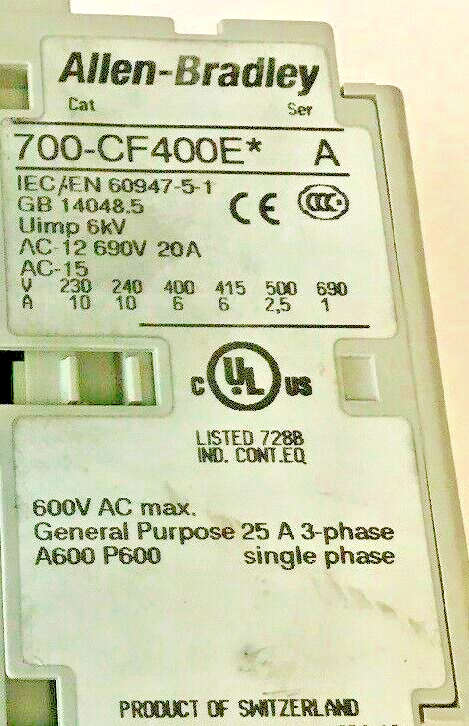 Allen-Bradley
Cat Ser
700-CF400E* A
IEC/EN 60947-5-1
GB 14048.5
Uimp 6kV
CE CCC
AC-12 690V 20A
AC-15
V 230 240 400 415 500 690
A 10 10 6 6 2,5 1
C UL US
LISTED 728B
IND. CONT.EQ
600V AC max.
General Purpose 25 A 3-phase
A600 P600 single phase
PRODUCT OF SWITZERLAND